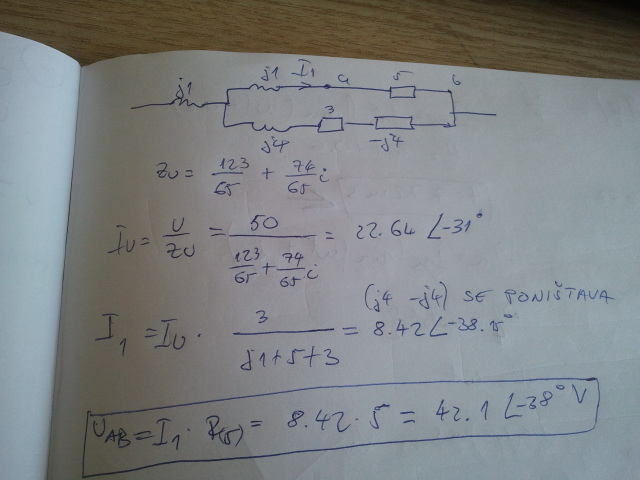 j1 j1 I₁ a 5 b
j4 3 -j4
ZU = 123/65 + 74/65 i
IU = U/ZU = 50/(123/65 + 74/65 i) = 22.64 ∠-31°
(j4 -j4) SE PONIŠTAVA
I₁ = IU · 3/(j1+5+3) = 8.42∠-38.15°
UAB = I₁ · R(5) = 8.42 · 5 = 42.1 ∠-38° V